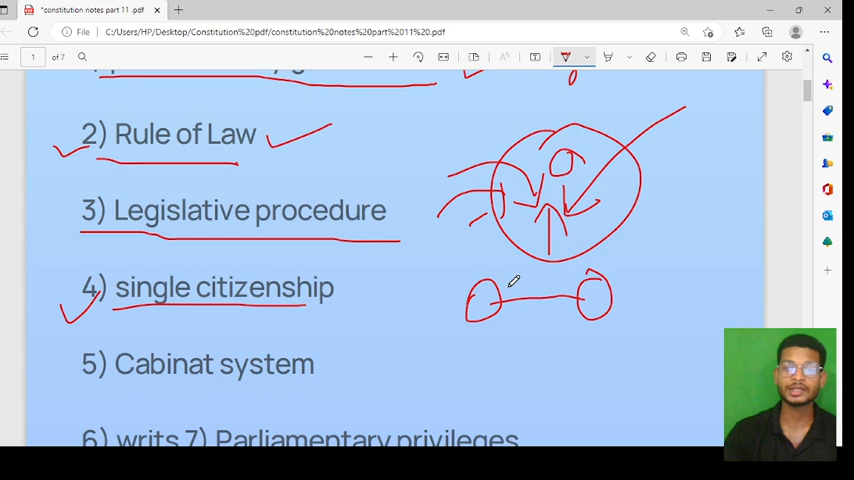 *constitution notes part 11 .pdf
File
C:/Users/HP/Desktop/Constitution%20pdf/constitution%20notes%20part%2011%20.pdf
1 of 7
2) Rule of Law
3) Legislative procedure
4) single citizenship
5) Cabinat system
6) writs 7) Parliamentary privileges